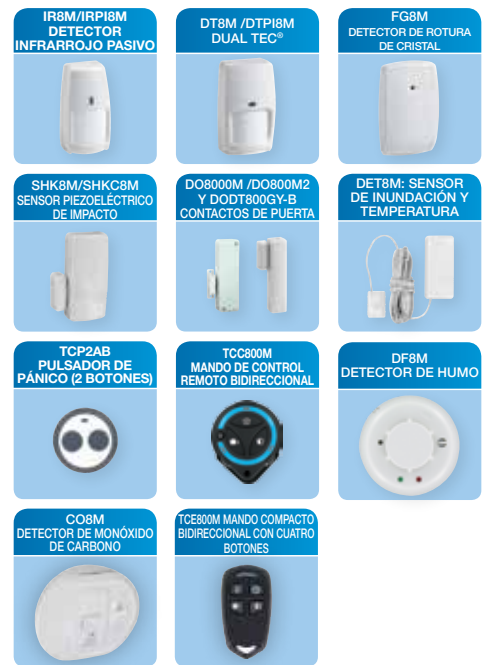 IR8M/IRPI8M
DETECTOR
INFRARROJO PASIVO
DT8M /DTPI8M
DUAL TEC®
FG8M
DETECTOR DE ROTURA
DE CRISTAL
SHK8M/SHKC8M
SENSOR PIEZOELÉCTRICO
DE IMPACTO
DO8000M /DO800M2
Y DODT800GY-B
CONTACTOS DE PUERTA
DET8M: SENSOR
DE INUNDACIÓN Y
TEMPERATURA
TCP2AB
PULSADOR DE
PÁNICO (2 BOTONES)
TCC800M
MANDO DE CONTROL
REMOTO BIDIRECCIONAL
DF8M
DETECTOR DE HUMO
CO8M
DETECTOR DE MONÓXIDO
DE CARBONO
TCE800M MANDO COMPACTO
BIDIRECCIONAL CON CUATRO
BOTONES